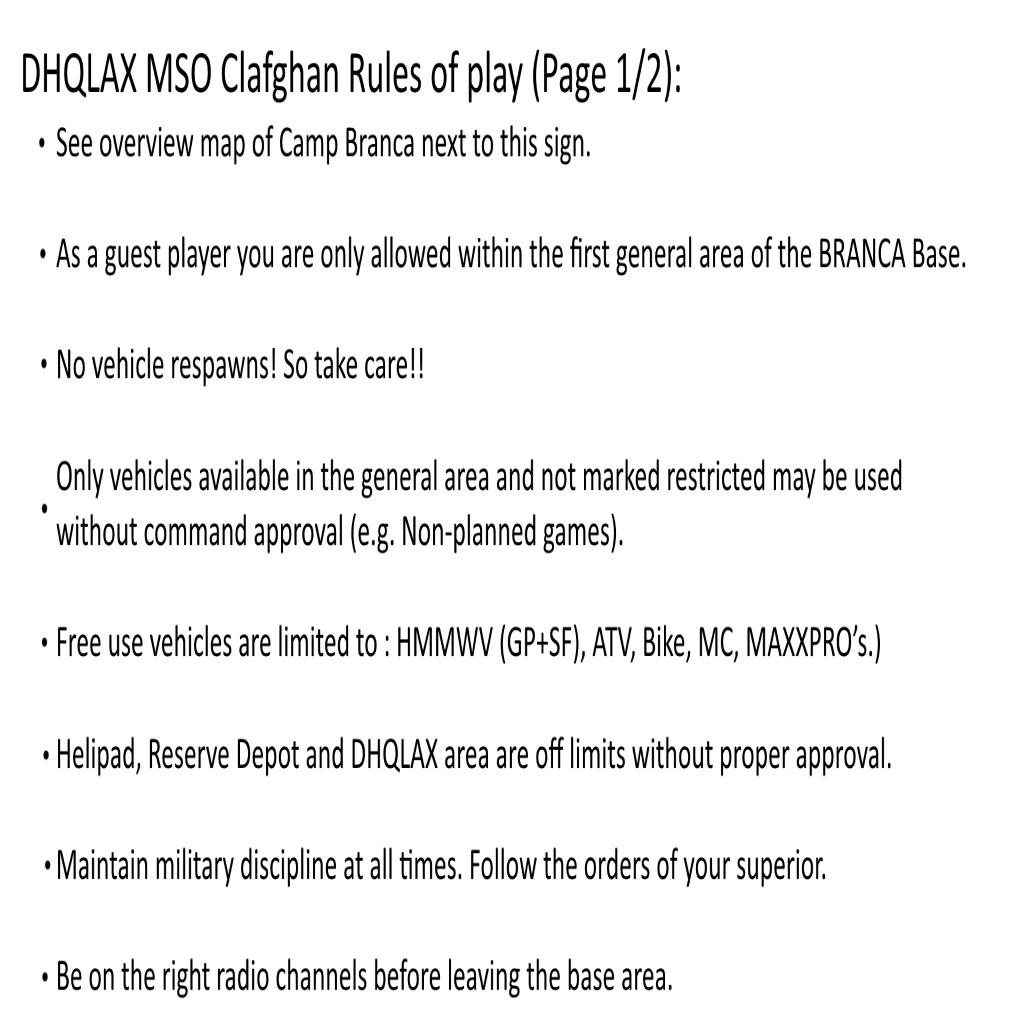 DHQLAX MSO Clafghan Rules of play (Page 1/2):
• See overview map of Camp Branca next to this sign.
• As a guest player you are only allowed within the first general area of the BRANCA Base.
• No vehicle respawns! So take care!!
• Only vehicles available in the general area and not marked restricted may be used
without command approval (e.g. Non-planned games).
• Free use vehicles are limited to : HMMWV (GP+SF), ATV, Bike, MC, MAXXPRO’s.)
• Helipad, Reserve Depot and DHQLAX area are off limits without proper approval.
• Maintain military discipline at all times. Follow the orders of your superior.
• Be on the right radio channels before leaving the base area.